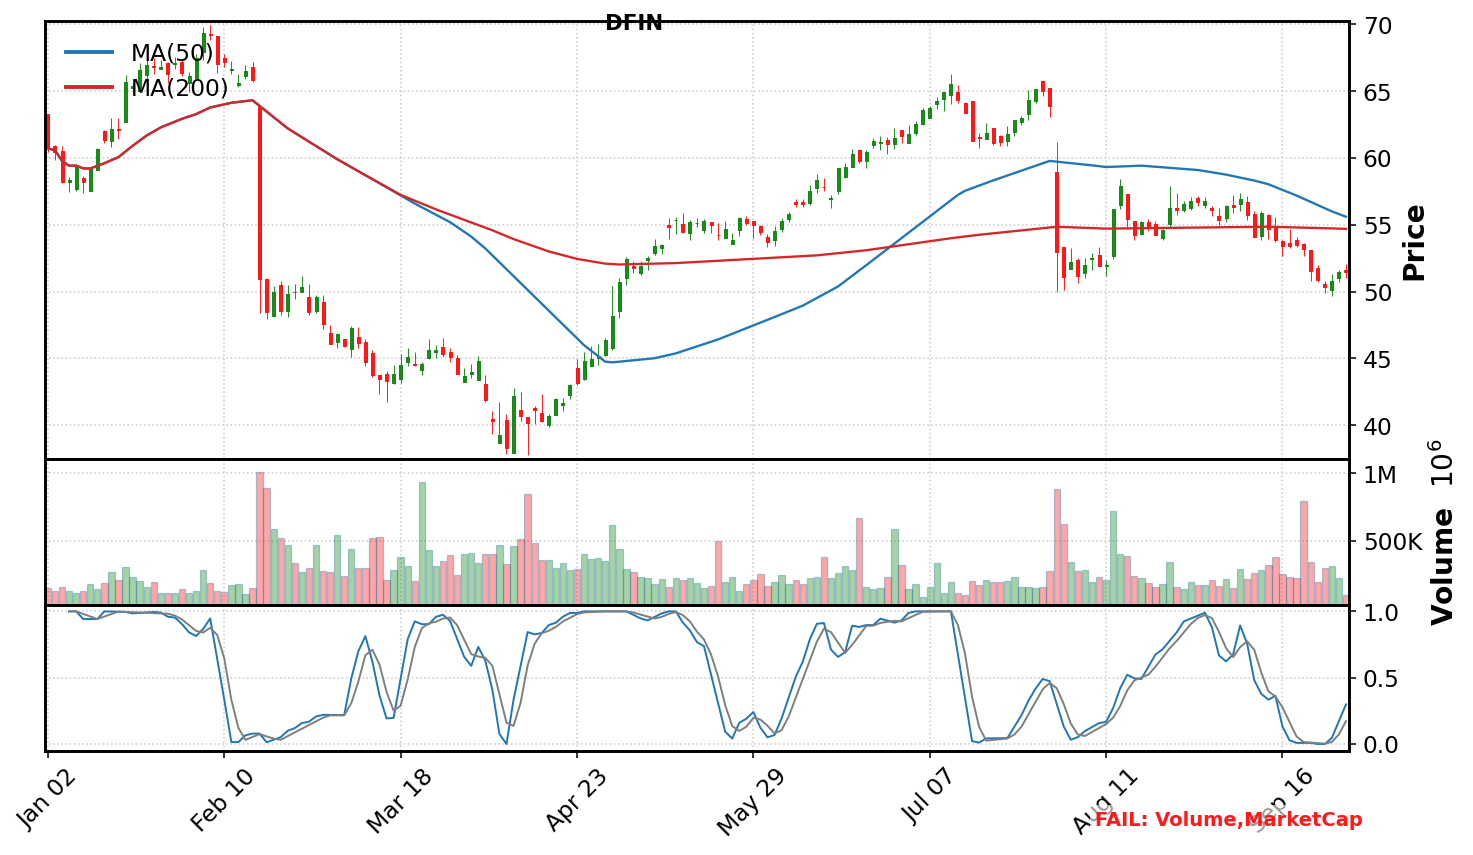 DFIN
MA(50)
MA(200)
70
65
60
55
50
45
40
Price
1M
500K
Volume 10⁶
1.0
0.5
0.0
Jan 02
Feb 10
Mar 18
Apr 23
May 29
Jul 07
Aug 11
Sep 16
FAIL: Volume,MarketCap